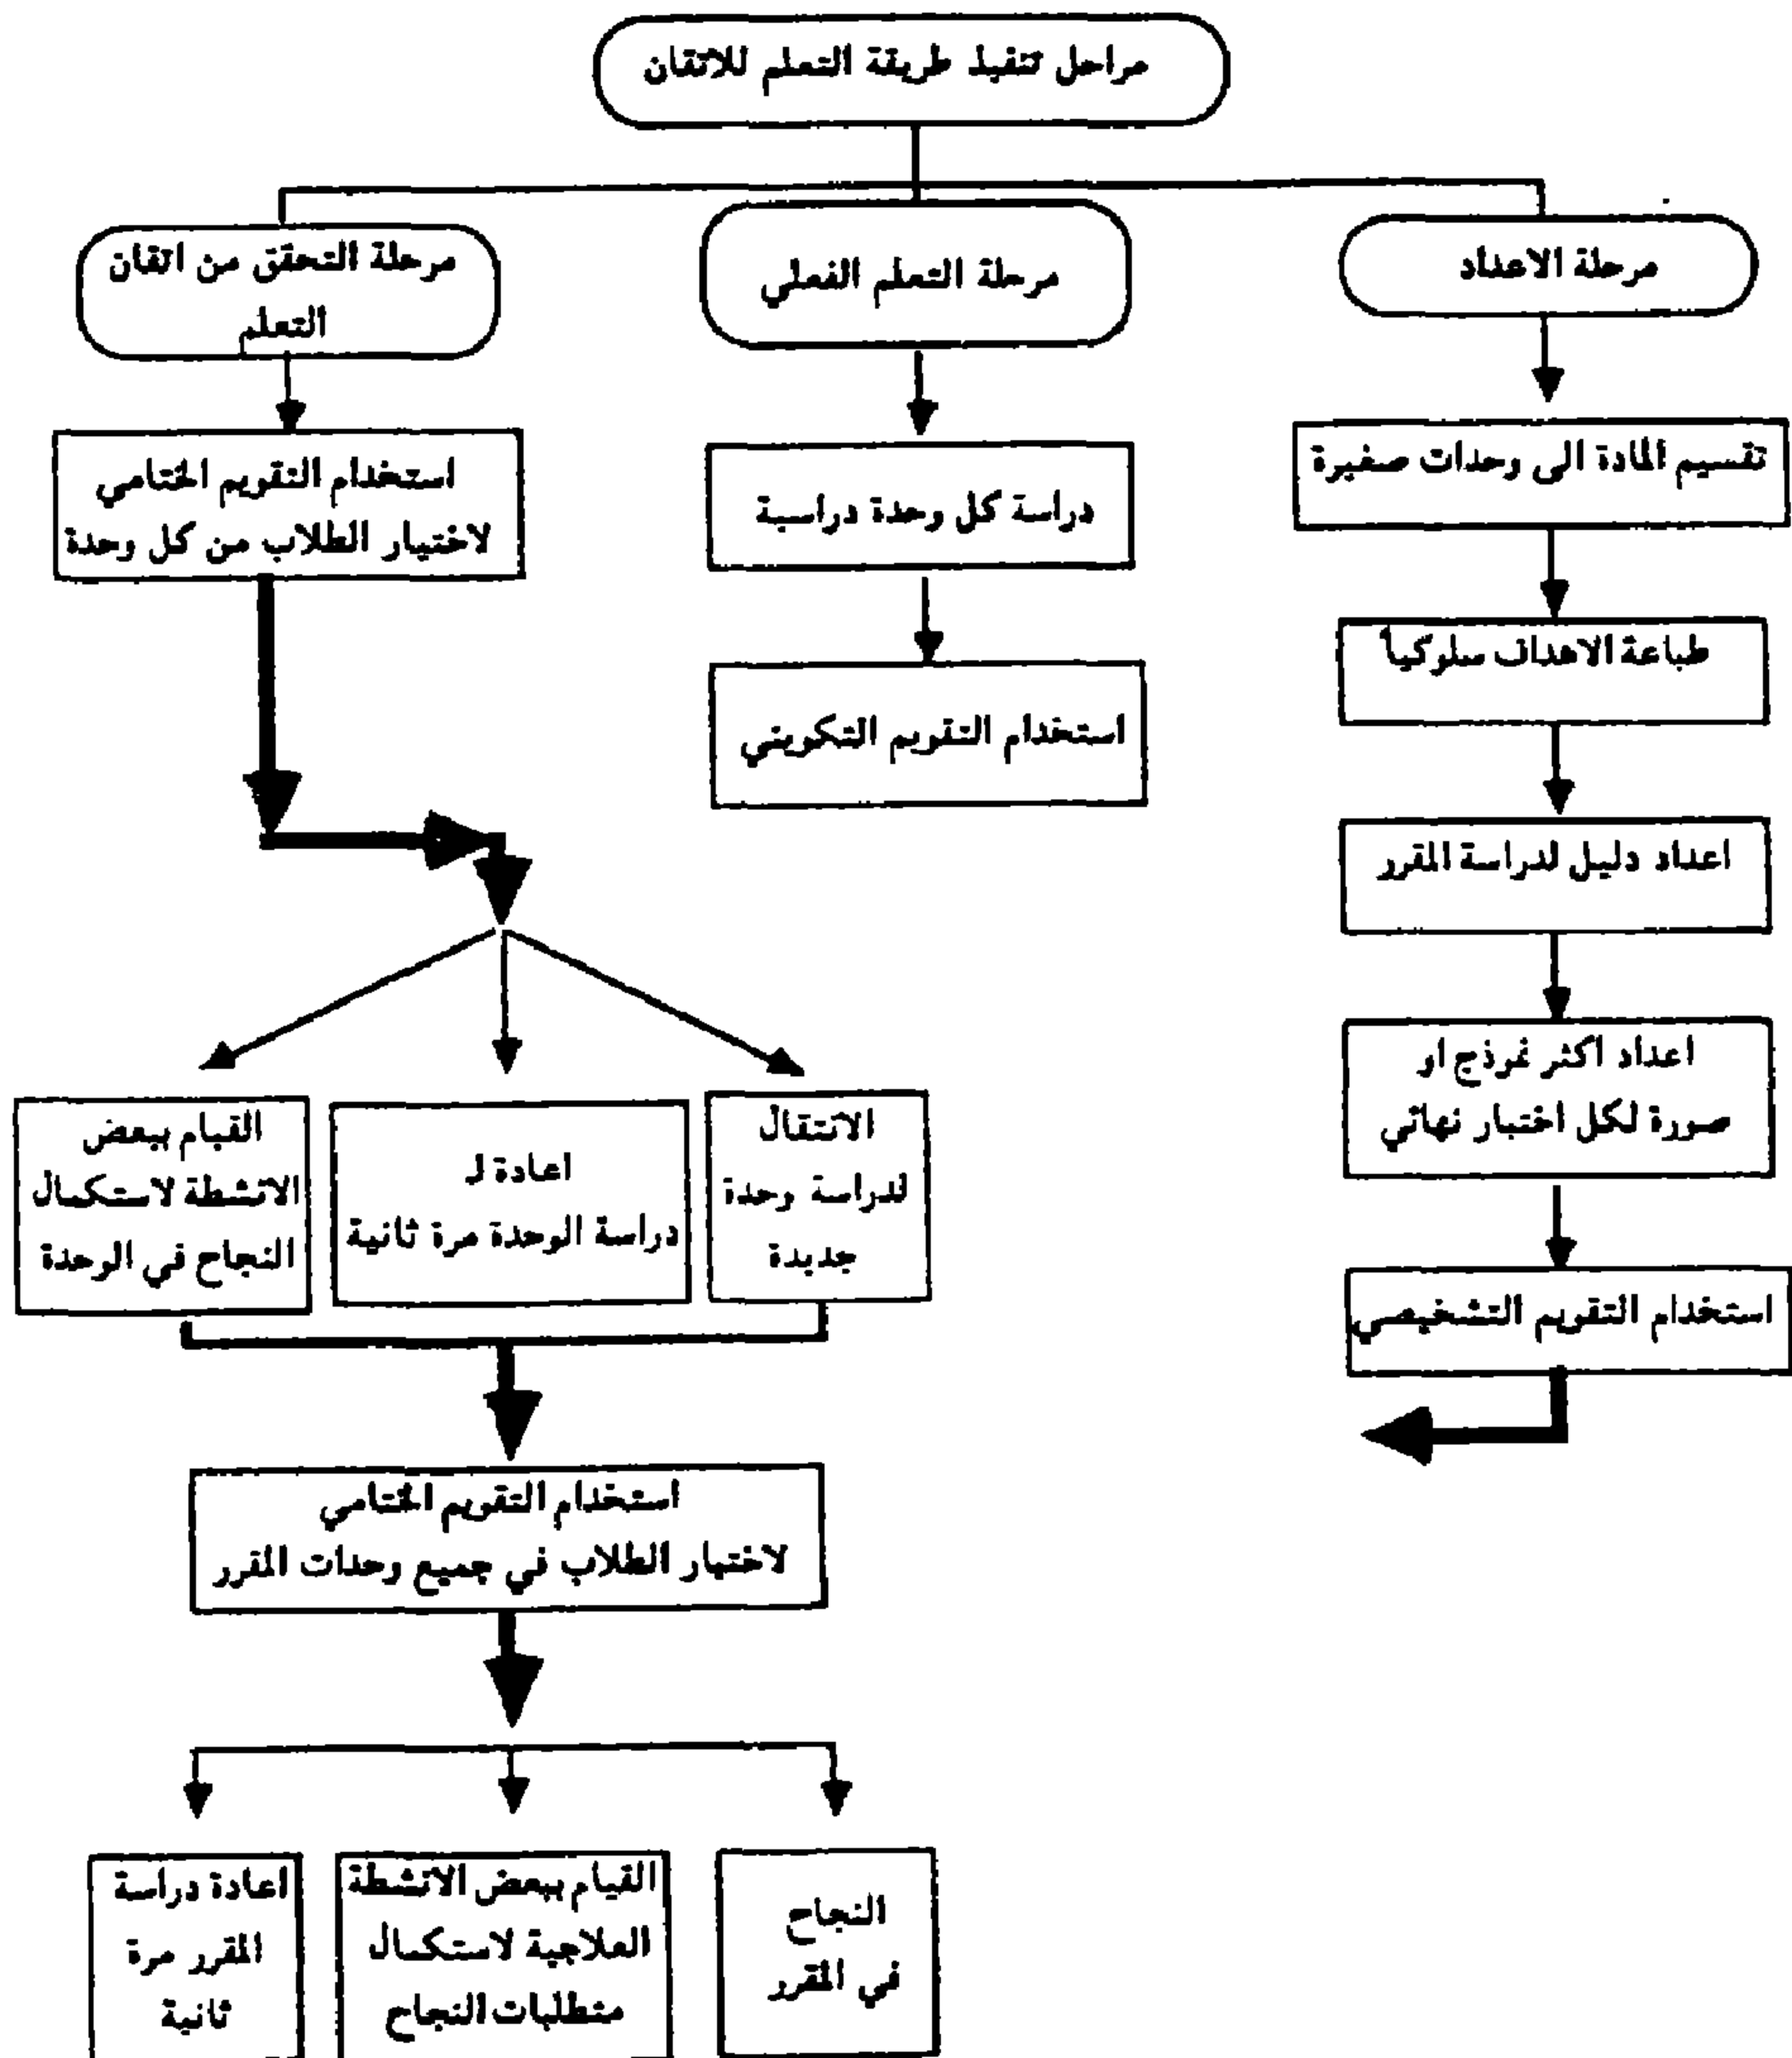 مراحل تنفيذ طريقة التعلم للاتقان
مرحلة الاعداد
مرحلة التعلم الفعلي
مرحلة التحقق من اتقان
التعلم
تقسيم المادة الى وحدات صغيرة
طباعة الاهداف سلوكياً
اعداد دليل لدراسة المقرر
اعداد اكثر نموذج او
صورة لكل اختبار نهائي
استخدام التقويم التشخيصي
دراسة كل وحدة دراسية
استخدام التقويم التكويني
استخدام التقويم الختامي
لاختبار الطلاب من كل وحدة
الانتقال
لدراسة وحدة
جديدة
اعادة لـ
دراسة الوحدة مرة ثانية
القيام ببعض
الانشطة لاستكمال
النجاح في الوحدة
استخدام التقويم الختامي
لاختبار الطلاب في جميع وحدات المقرر
النجاح
في المقرر
القيام ببعض الانشطة
العلاجية لاستكمال
متطلبات النجاح
اعادة دراسة
المقرر مرة
ثانية